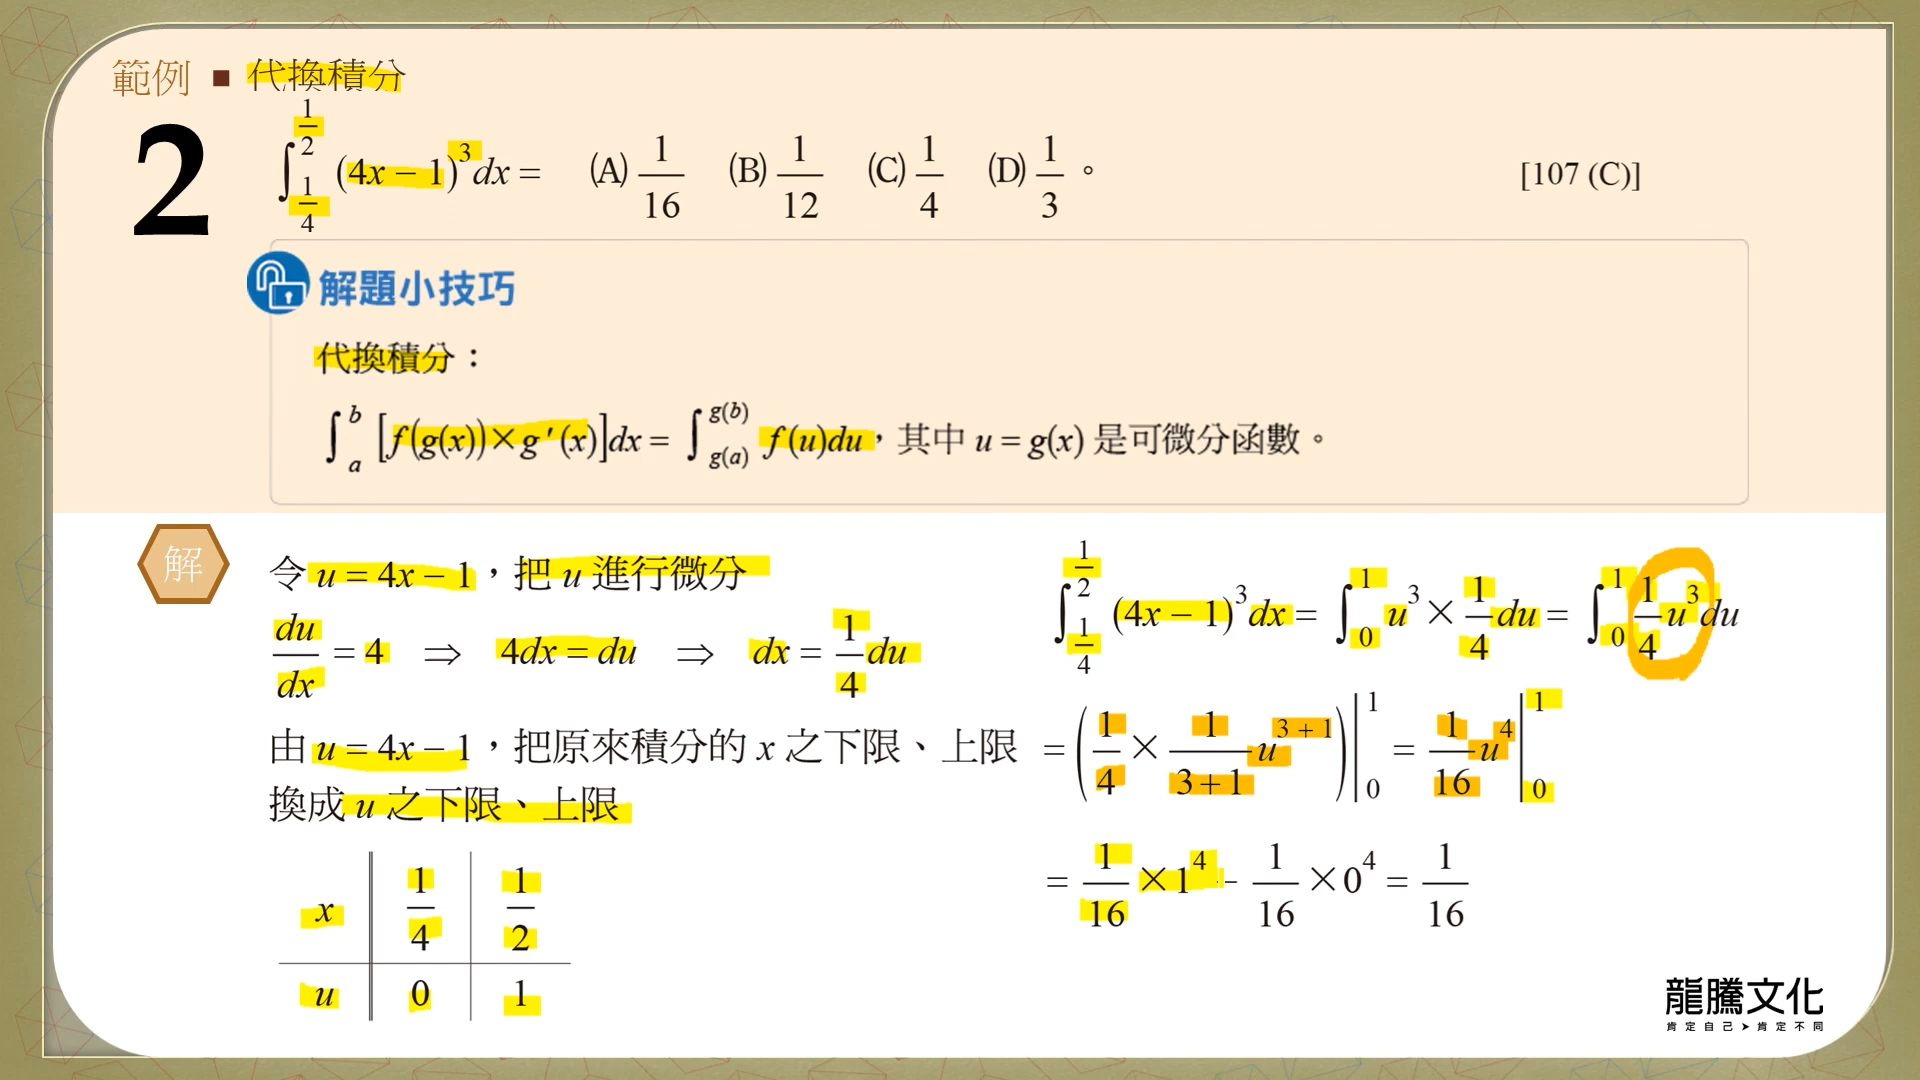 範例 ■ 代換積分
2
∫_{1/4}^{1/2} (4x − 1)^3 dx = (A) 1/16 (B) 1/12 (C) 1/4 (D) 1/3 。 [107 (C)]
解題小技巧
代換積分：
∫_a^b [f(g(x))×g′(x)]dx = ∫_{g(a)}^{g(b)} f(u)du，其中 u = g(x) 是可微分函數。
解
令 u = 4x − 1，把 u 進行微分
du/dx = 4 ⇒ 4dx = du ⇒ dx = 1/4 du
由 u = 4x − 1，把原來積分的 x 之下限、上限
換成 u 之下限、上限
x 1/4 1/2
u 0 1
∫_{1/4}^{1/2} (4x − 1)^3 dx = ∫_0^1 u^3 × 1/4 du = ∫_0^1 1/4 u^3 du
= (1/4 × 1/(3+1) u^{3+1})|_0^1 = 1/16 u^4|_0^1
= 1/16 ×1^4 − 1/16 ×0^4 = 1/16
龍騰文化
肯定自己➤肯定不同